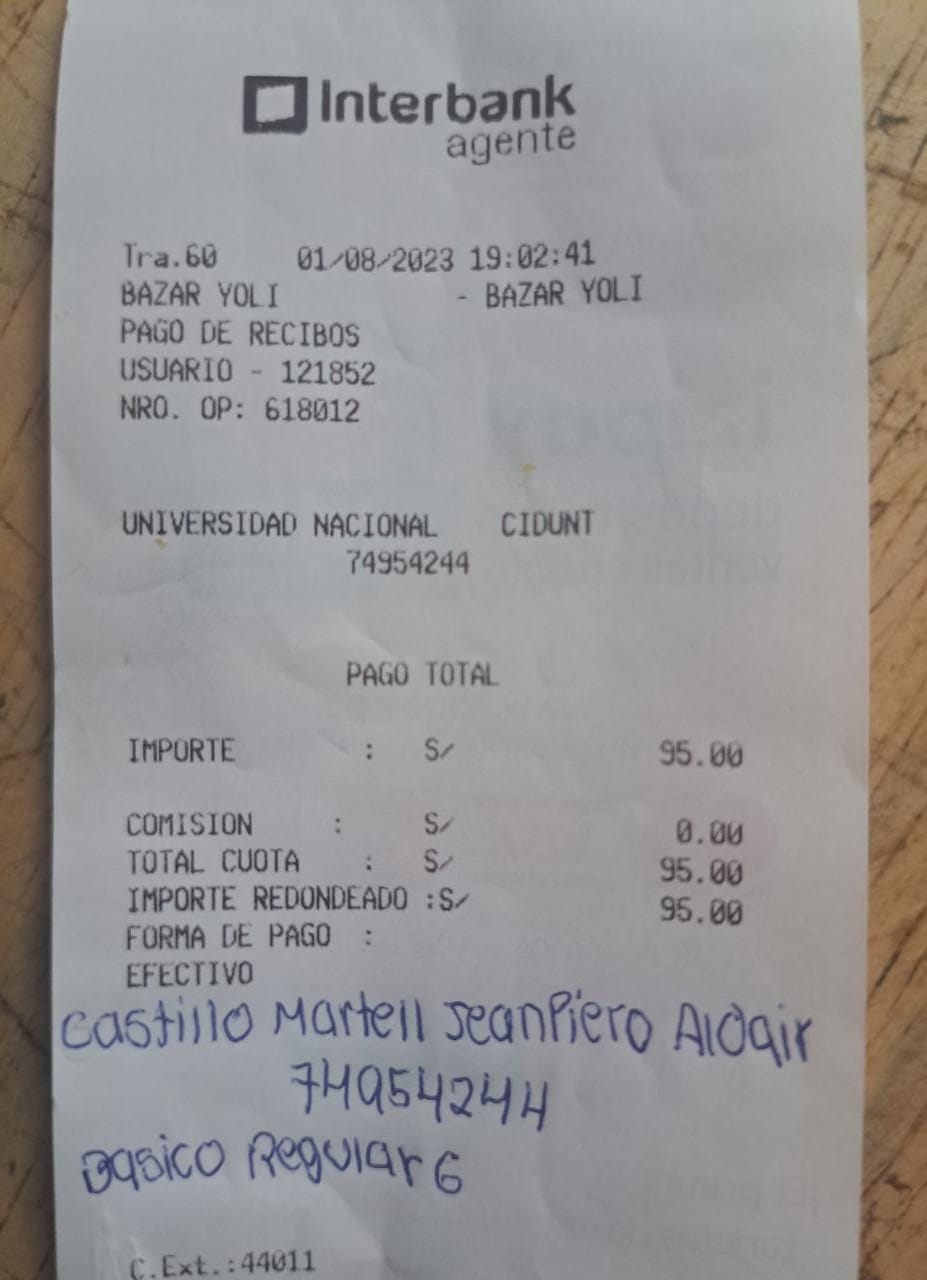 Interbank
agente
Tra.60 01/08/2023 19:02:41
BAZAR YOLI - BAZAR YOLI
PAGO DE RECIBOS
USUARIO - 121852
NRO. OP: 618012
UNIVERSIDAD NACIONAL CIDUNT
74954244
PAGO TOTAL
IMPORTE : S/ 95.00
COMISION : S/ 0.00
TOTAL CUOTA : S/ 95.00
IMPORTE REDONDEADO :S/ 95.00
FORMA DE PAGO :
EFECTIVO
Castillo Martell JeanPiero Aldair
74954244
Basico Regular 6
C.Ext.:44011